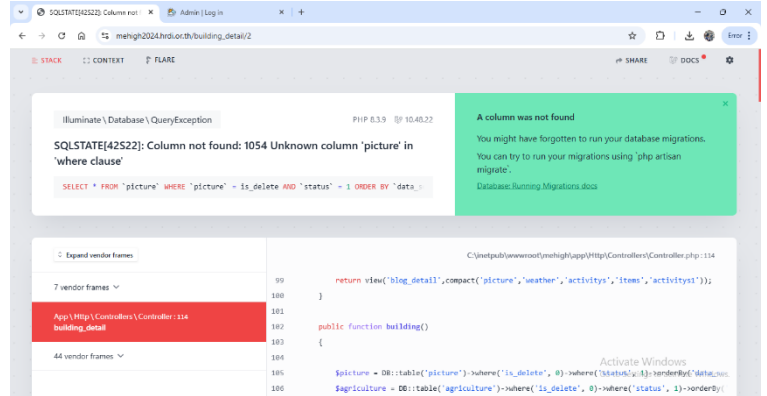 SQLSTATE[42S22]: Column not f
Admin | Log in
mehigh2024.hrdi.or.th/building_detail/2
Error
STACK CONTEXT FLARE SHARE DOCS
Illuminate \ Database \ QueryException
PHP 8.3.9 10.48.22
SQLSTATE[42S22]: Column not found: 1054 Unknown column 'picture' in
'where clause'
SELECT * FROM `picture` WHERE `picture` = is_delete AND `status` = 1 ORDER BY `data_
A column was not found
You might have forgotten to run your database migrations.
You can try to run your migrations using `php artisan
migrate`.
Database: Running Migrations docs
Expand vendor frames
7 vendor frames
App \ Http \ Controllers \ Controller : 114
building_detail
44 vendor frames
C:\inetpub\wwwroot\mehigh\app\Http\Controllers\Controller.php : 114
99 return view('blog_detail',compact('picture','weather','activitys','items','activitys1'));
100 }
101
102 public function building()
103 {
104
Activate Windows
105 $picture = DB::table('picture')->where('is_delete', 0)->where('status', 1)->orderBy('data_
106 $agriculture = DB::table('agriculture')->where('is_delete', 0)->where('status', 1)->orderBy(